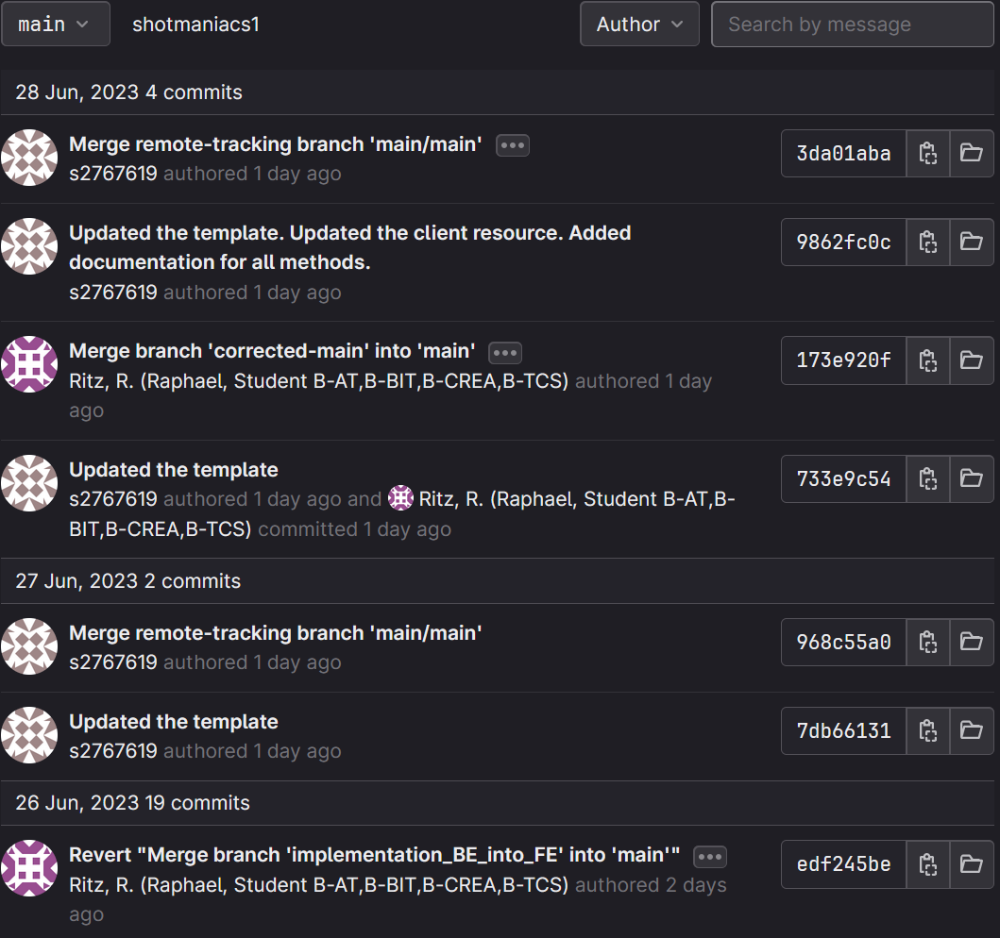 main shotmaniacs1 Author Search by message
28 Jun, 2023 4 commits
Merge remote-tracking branch 'main/main'
s2767619 authored 1 day ago
3da01aba
Updated the template. Updated the client resource. Added
documentation for all methods.
s2767619 authored 1 day ago
9862fc0c
Merge branch 'corrected-main' into 'main'
Ritz, R. (Raphael, Student B-AT,B-BIT,B-CREA,B-TCS) authored 1 day
ago
173e920f
Updated the template
s2767619 authored 1 day ago and Ritz, R. (Raphael, Student B-AT,B-
BIT,B-CREA,B-TCS) committed 1 day ago
733e9c54
27 Jun, 2023 2 commits
Merge remote-tracking branch 'main/main'
s2767619 authored 1 day ago
968c55a0
Updated the template
s2767619 authored 1 day ago
7db66131
26 Jun, 2023 19 commits
Revert "Merge branch 'implementation_BE_into_FE' into 'main'"
Ritz, R. (Raphael, Student B-AT,B-BIT,B-CREA,B-TCS) authored 2 days
ago
edf245be